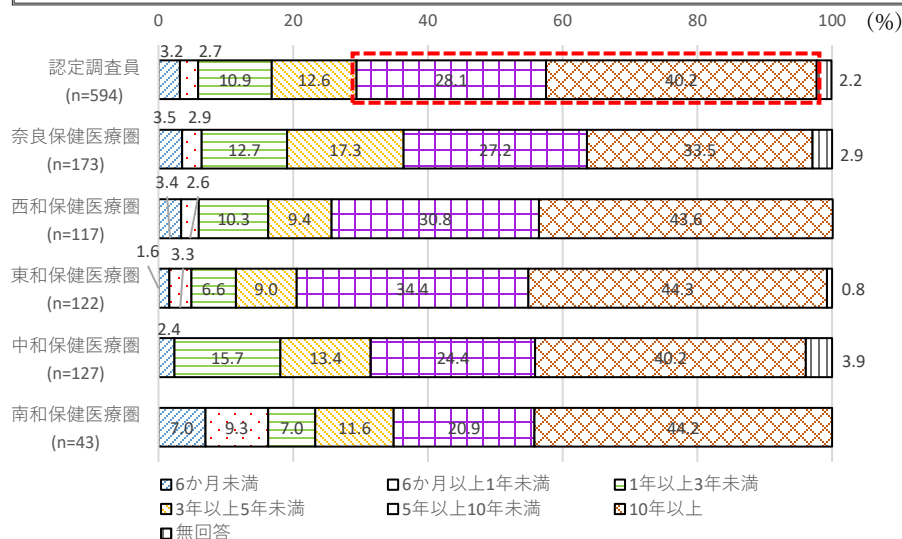 0 20 40 60 80 100 (%)
3.2 2.7
認定調査員 10.9 12.6 28.1 40.2 2.2
(n=594)
3.5 2.9
奈良保健医療圏 12.7 17.3 27.2 33.5 2.9
(n=173)
3.4 2.6
西和保健医療圏 10.3 9.4 30.8 43.6
(n=117)
1.6 3.3
東和保健医療圏 6.6 9.0 34.4 44.3 0.8
(n=122)
2.4
中和保健医療圏 15.7 13.4 24.4 40.2 3.9
(n=127)
南和保健医療圏 7.0 9.3 7.0 11.6 20.9 44.2
(n=43)
6か月未満 6か月以上1年未満 1年以上3年未満
3年以上5年未満 5年以上10年未満 10年以上
無回答